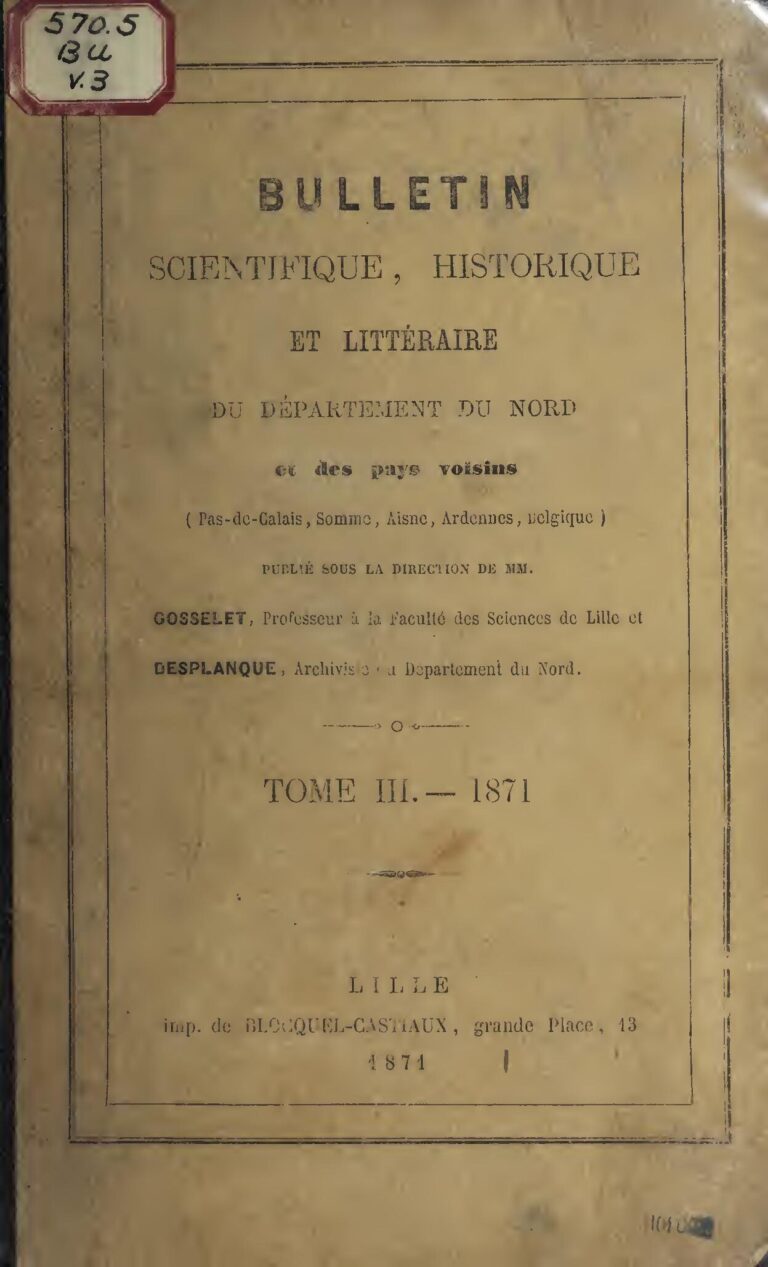 570.5
Bu
v.3
BULLETIN
SCIENTIFIQUE, HISTORIQUE
ET LITTÉRAIRE
DU DÉPARTEMENT DU NORD
et des pays voisins
( Pas-de-Calais, Somme, Aisne, Ardennes, Belgique )
PUBLIÉ SOUS LA DIRECTION DE MM.
GOSSELET, Professeur à la Faculté des Sciences de Lille et
DESPLANQUE, Archiviste du Departement du Nord.
TOME III. — 1871
LILLE
imp. de BLOCQUEL-CASTIAUX, grande Place, 13
1871